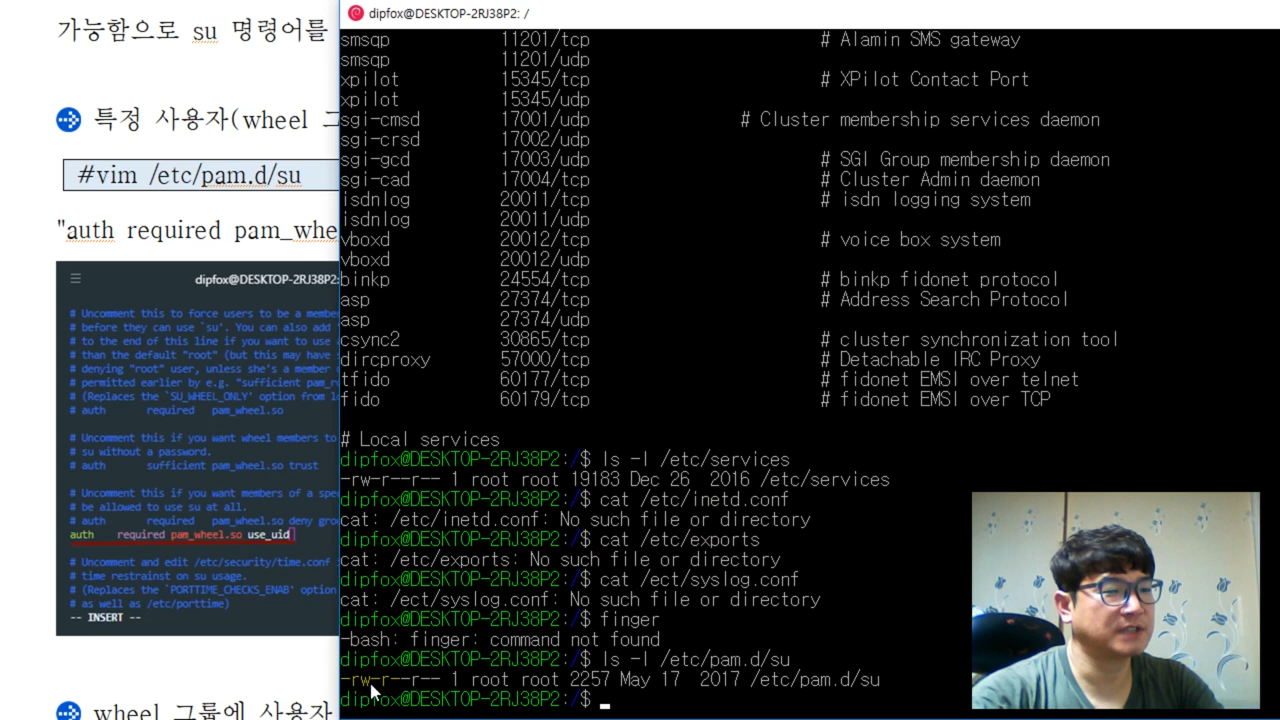 가능함으로 su 명령어를
특정 사용자(wheel 그
#vim /etc/pam.d/su
"auth required pam_whe
dipfox@DESKTOP-2RJ38P2:
# Uncomment this to force users to be a membe
# before they can use `su'. You can also add
# to the end of this line if you want to use
# than the default "root" (but this may have
# denying "root" user, unless she's a member
# permitted earlier by e.g. "sufficient pam_r
# (Replaces the `SU_WHEEL_ONLY' option from lo
# auth required pam_wheel.so
# Uncomment this if you want wheel members to
# su without a password.
# auth sufficient pam_wheel.so trust
# Uncomment this if you want members of a spe
# be allowed to use su at all.
# auth required pam_wheel.so deny grou
auth required pam_wheel.so use_uid
# Uncomment and edit /etc/security/time.conf
# time restrainst on su usage.
# (Replaces the `PORTTIME_CHECKS_ENAB' option
# as well as /etc/porttime)
-- INSERT --
wheel 그룹에 사용자
dipfox@DESKTOP-2RJ38P2: /
smsqp 11201/tcp # Alamin SMS gateway
smsqp 11201/udp
xpilot 15345/tcp # XPilot Contact Port
xpilot 15345/udp
sgi-cmsd 17001/udp # Cluster membership services daemon
sgi-crsd 17002/udp
sgi-gcd 17003/udp # SGI Group membership daemon
sgi-cad 17004/tcp # Cluster Admin daemon
isdnlog 20011/tcp # isdn logging system
isdnlog 20011/udp
vboxd 20012/tcp # voice box system
vboxd 20012/udp
binkp 24554/tcp # binkp fidonet protocol
asp 27374/tcp # Address Search Protocol
asp 27374/udp
csync2 30865/tcp # cluster synchronization tool
dircproxy 57000/tcp # Detachable IRC Proxy
tfido 60177/tcp # fidonet EMSI over telnet
fido 60179/tcp # fidonet EMSI over TCP
# Local services
dipfox@DESKTOP-2RJ38P2:/$ ls -l /etc/services
-rw-r--r-- 1 root root 19183 Dec 26 2016 /etc/services
dipfox@DESKTOP-2RJ38P2:/$ cat /etc/inetd.conf
cat: /etc/inetd.conf: No such file or directory
dipfox@DESKTOP-2RJ38P2:/$ cat /etc/exports
cat: /etc/exports: No such file or directory
dipfox@DESKTOP-2RJ38P2:/$ cat /ect/syslog.conf
cat: /ect/syslog.conf: No such file or directory
dipfox@DESKTOP-2RJ38P2:/$ finger
-bash: finger: command not found
dipfox@DESKTOP-2RJ38P2:/$ ls -l /etc/pam.d/su
-rw-r--r-- 1 root root 2257 May 17 2017 /etc/pam.d/su
dipfox@DESKTOP-2RJ38P2:/$